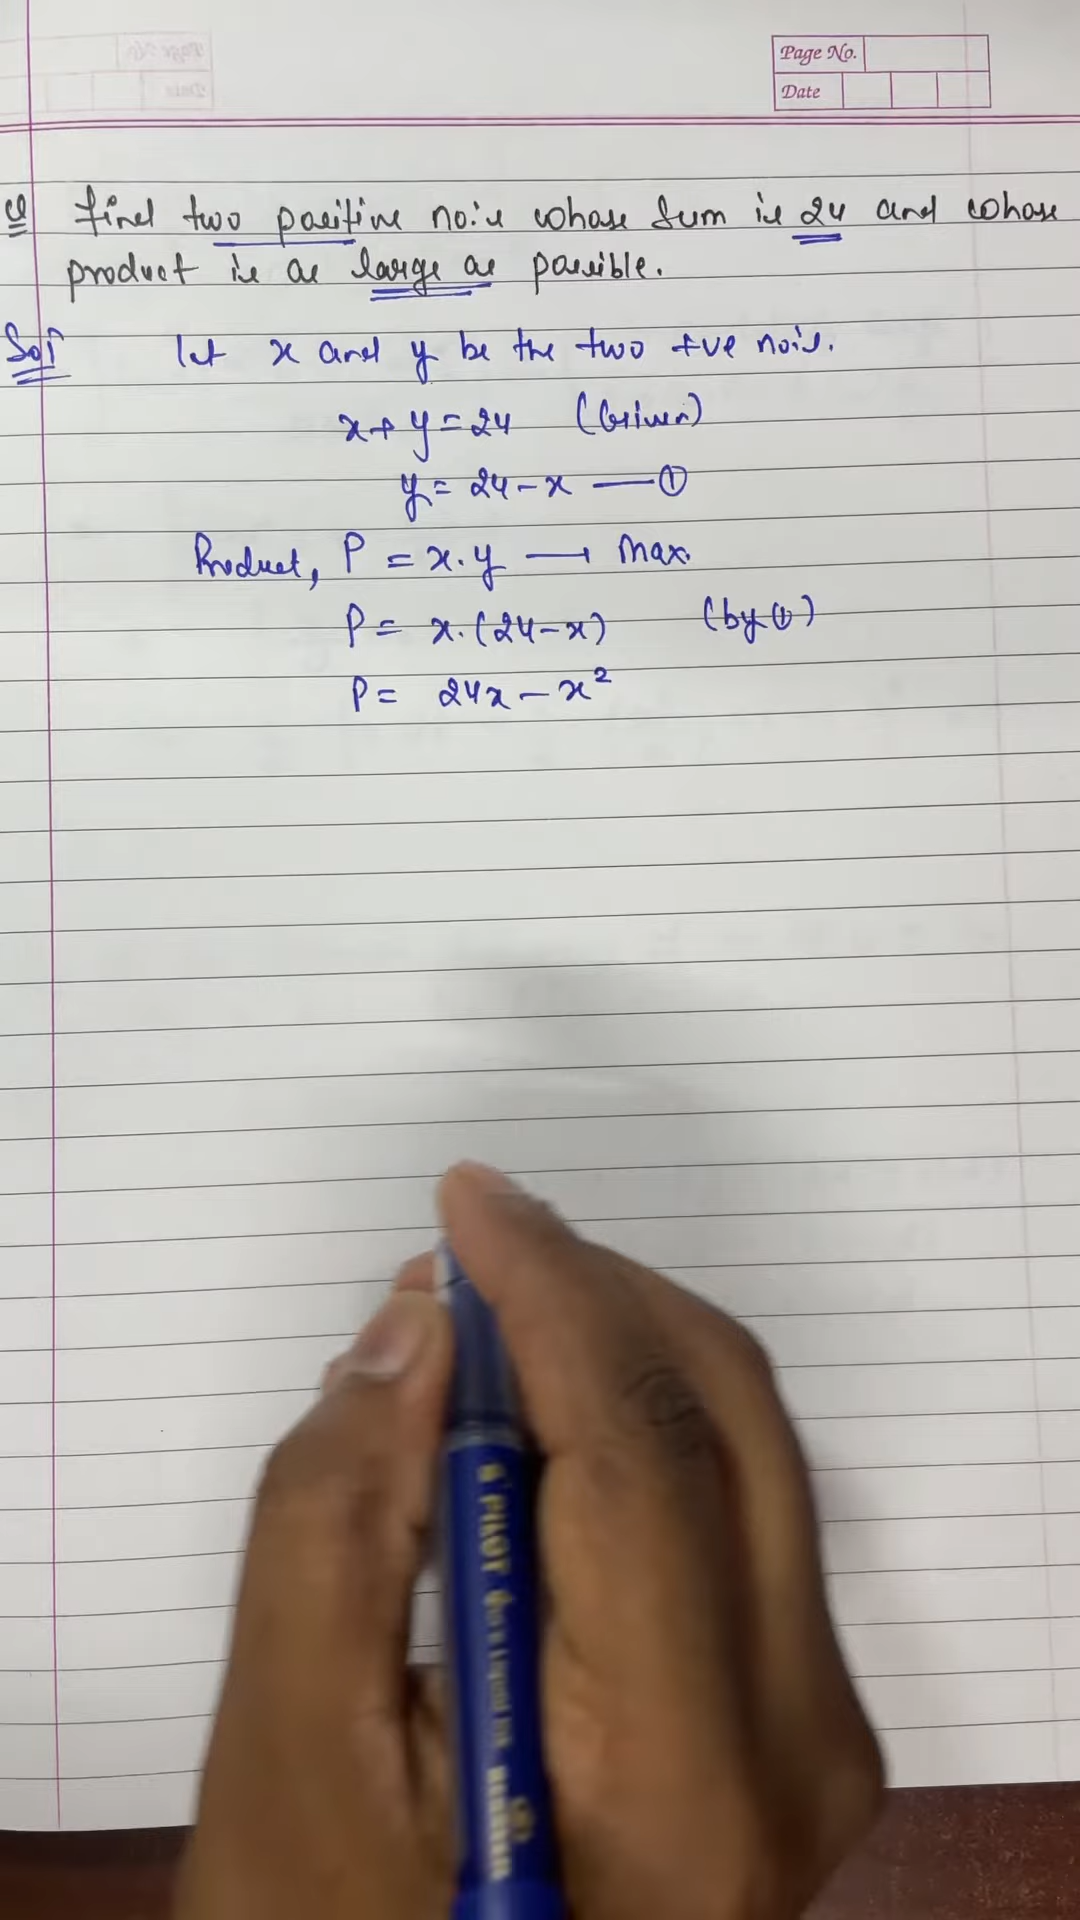 Page No.
Date
Q Find two positive no.s whose sum is 24 and whose
product is as large as possible.
Sol Let x and y be the two +ve no.s.
x + y = 24 (Given)
y = 24 - x — ①
Product, P = x.y → Max.
P = x.(24-x) (by ①)
P = 24x - x²
PILOT